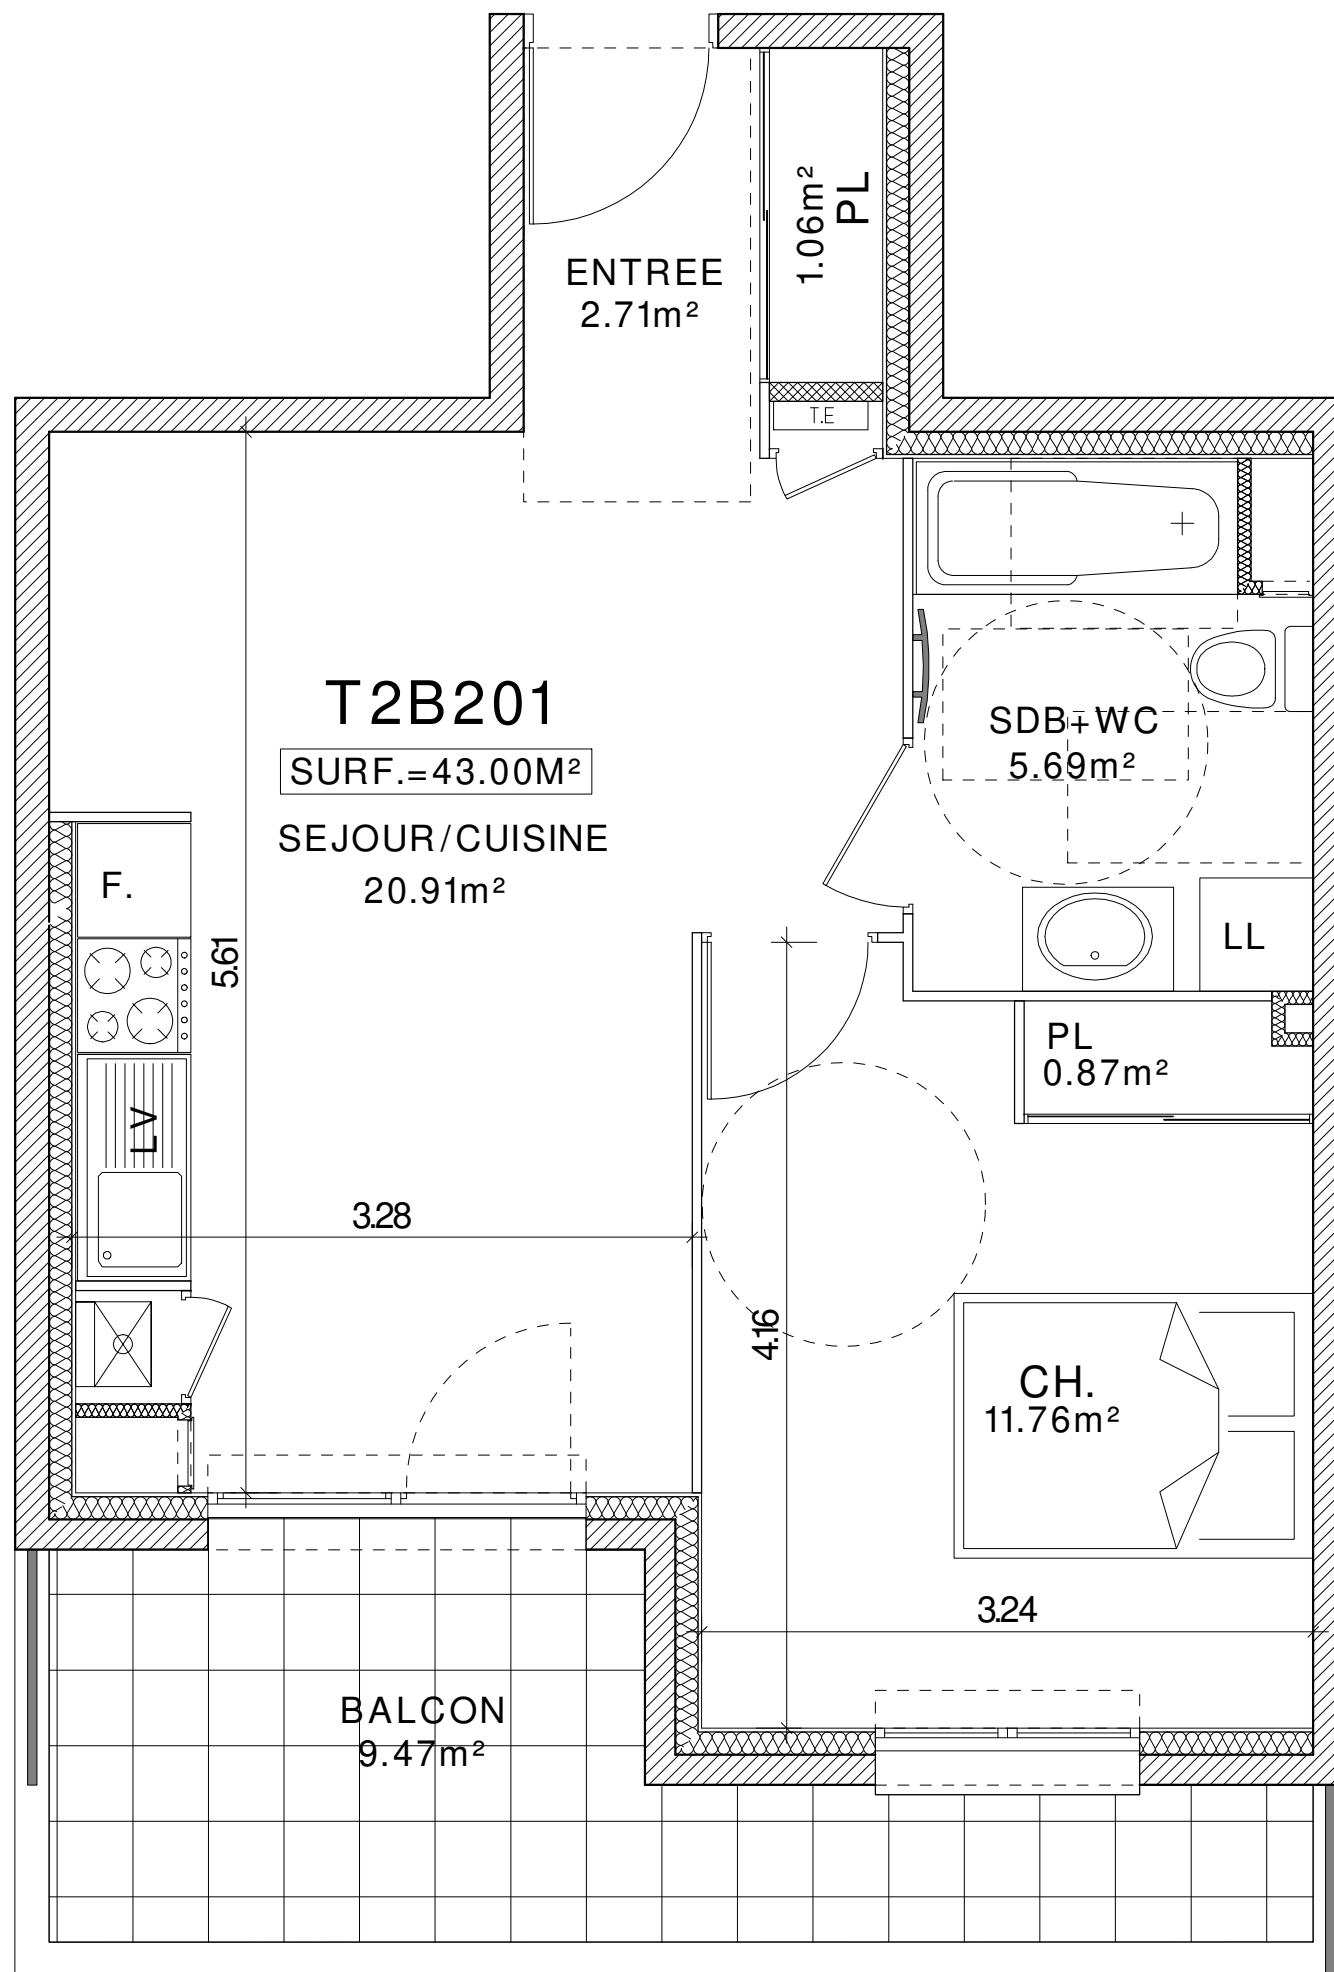 1.06m²
PL
ENTREE
2.71m²
T.E
T2B201
SURF.=43.00M²
SEJOUR/CUISINE
20.91m²
SDB+WC
5.69m²
F.
5.61
LL
PL
0.87m²
LV
3.28
4.16
CH.
11.76m²
3.24
BALCON
9.47m²